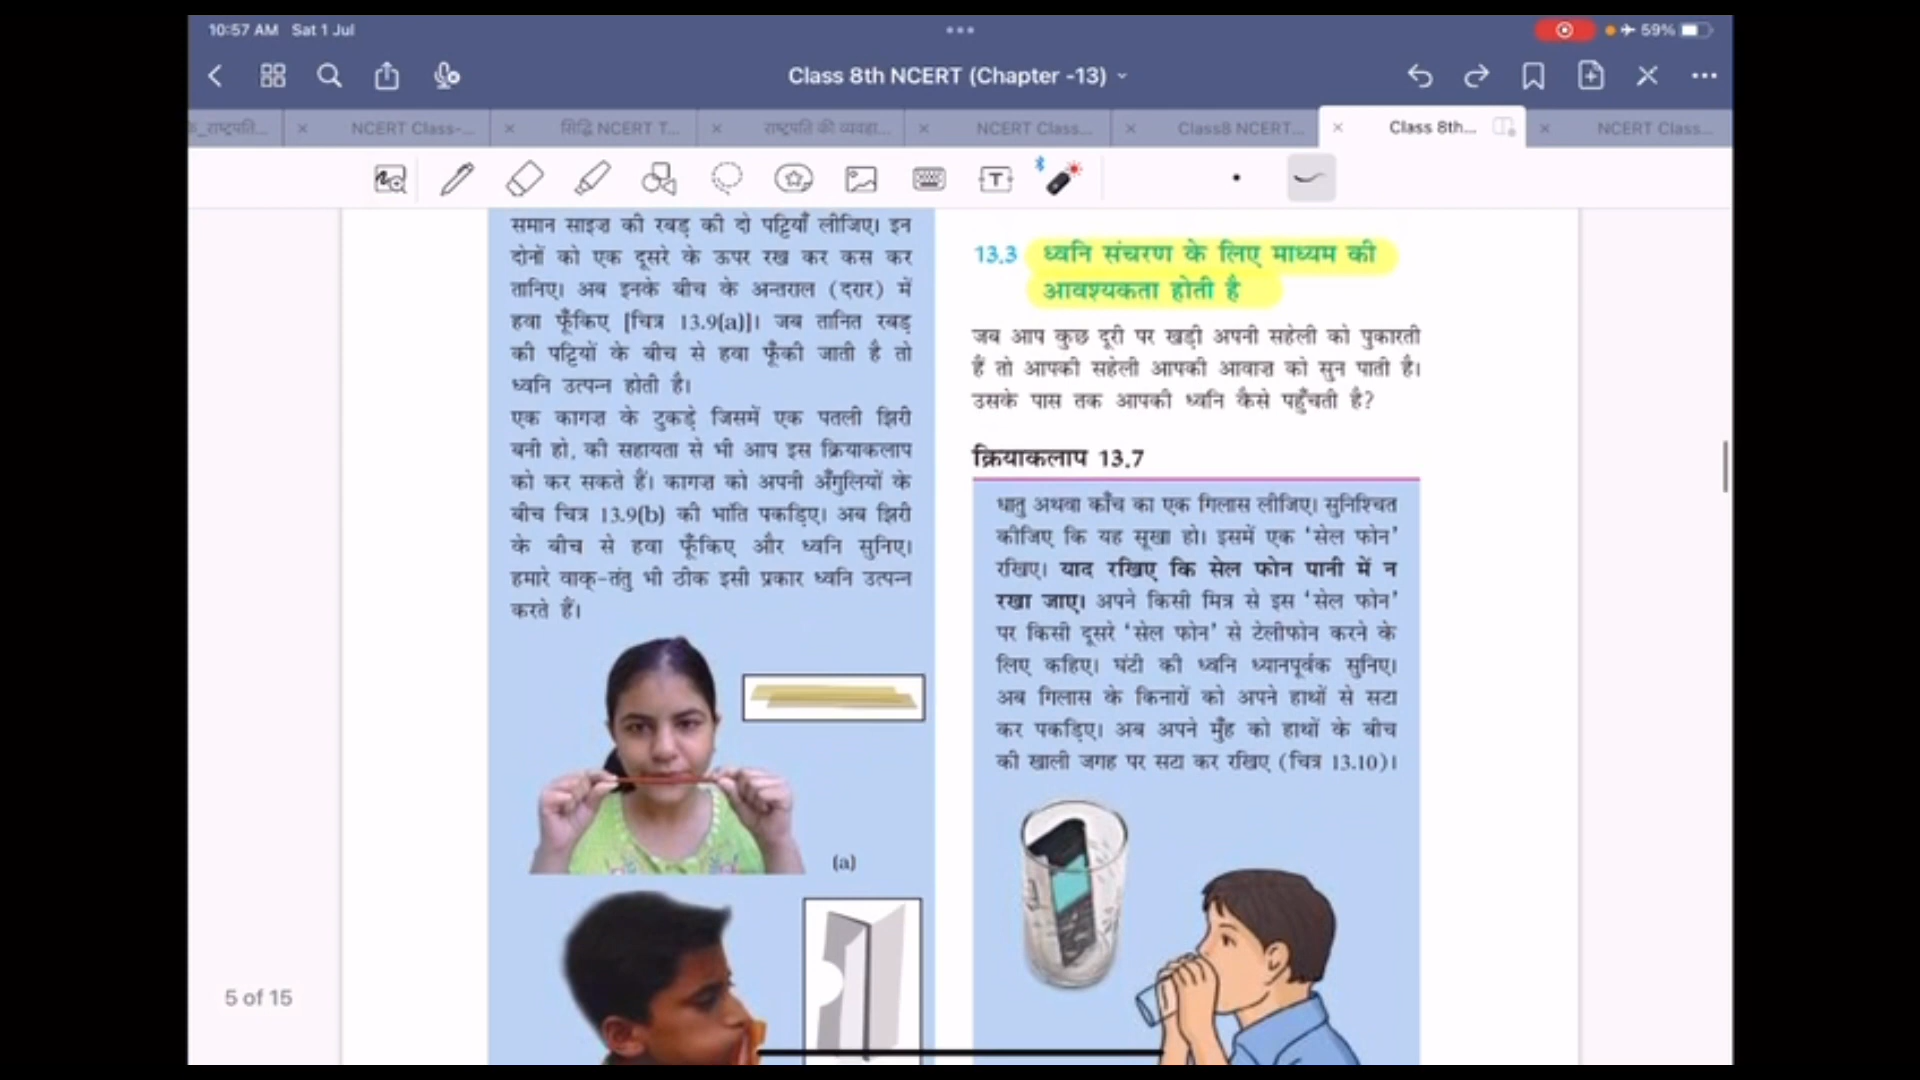 10:57 AM Sat 1 Jul
59%
Class 8th NCERT (Chapter -13)
राष्ट्रपति...
NCERT Class-...
सिद्धि NCERT T...
राष्ट्रपति की व्यवहा...
NCERT Class...
Class8 NCERT...
Class 8th...
NCERT Class...
समान साइज़ की रबड़ की दो पट्टियाँ लीजिए। इन
दोनों को एक दूसरे के ऊपर रख कर कस कर
तानिए। अब इनके बीच के अन्तराल (दरार) में
हवा फूँकिए [चित्र 13.9(a)]। जब तानित रबड़
की पट्टियों के बीच से हवा फूँकी जाती है तो
ध्वनि उत्पन्न होती है।
एक कागज़ के टुकड़े जिसमें एक पतली झिरी
बनी हो, की सहायता से भी आप इस क्रियाकलाप
को कर सकते हैं। कागज़ को अपनी अँगुलियों के
बीच चित्र 13.9(b) की भांति पकड़िए। अब झिरी
के बीच से हवा फूँकिए और ध्वनि सुनिए।
हमारे वाक्-तंतु भी ठीक इसी प्रकार ध्वनि उत्पन्न
करते हैं।
(a)
13.3 ध्वनि संचरण के लिए माध्यम की
आवश्यकता होती है
जब आप कुछ दूरी पर खड़ी अपनी सहेली को पुकारती
हैं तो आपकी सहेली आपकी आवाज़ को सुन पाती है।
उसके पास तक आपकी ध्वनि कैसे पहुँचती है?
क्रियाकलाप 13.7
धातु अथवा काँच का एक गिलास लीजिए। सुनिश्चित
कीजिए कि यह सूखा हो। इसमें एक ‘सेल फोन’
रखिए। याद रखिए कि सेल फोन पानी में न
रखा जाए। अपने किसी मित्र से इस ‘सेल फोन’
पर किसी दूसरे ‘सेल फोन’ से टेलीफोन करने के
लिए कहिए। घंटी की ध्वनि ध्यानपूर्वक सुनिए।
अब गिलास के किनारों को अपने हाथों से सटा
कर पकड़िए। अब अपने मुँह को हाथों के बीच
की खाली जगह पर सटा कर रखिए (चित्र 13.10)।
5 of 15